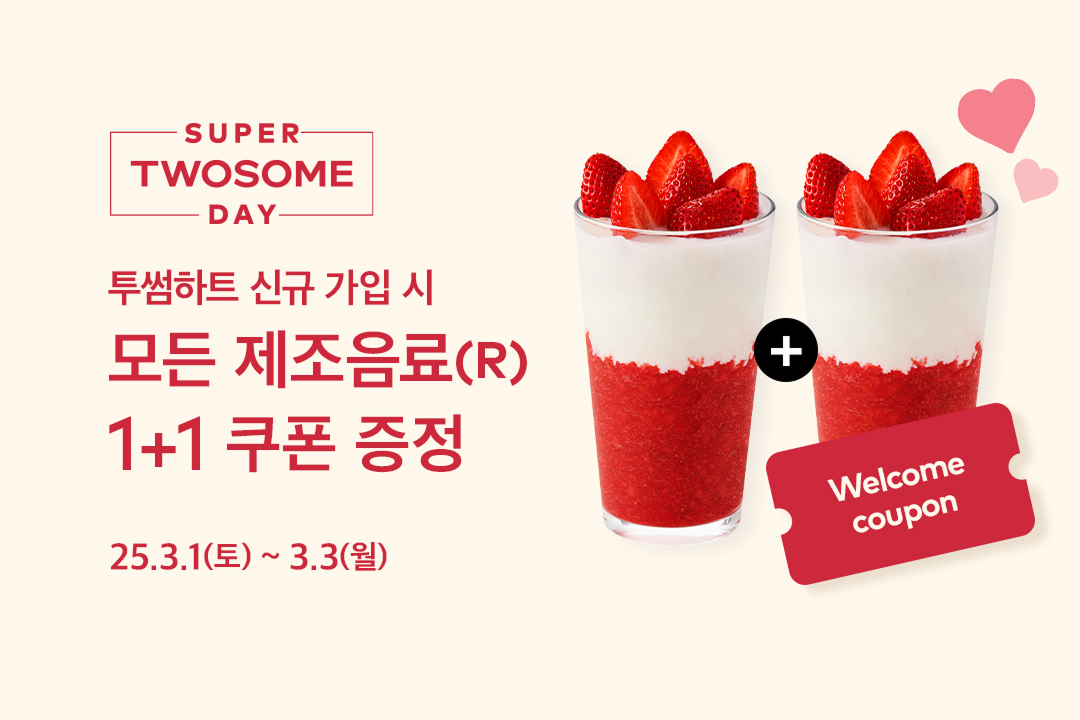 SUPER
TWOSOME
DAY
투썸하트 신규 가입 시
모든 제조음료(R)
1+1 쿠폰 증정
25.3.1(토) ~ 3.3(월)
+
Welcome
coupon